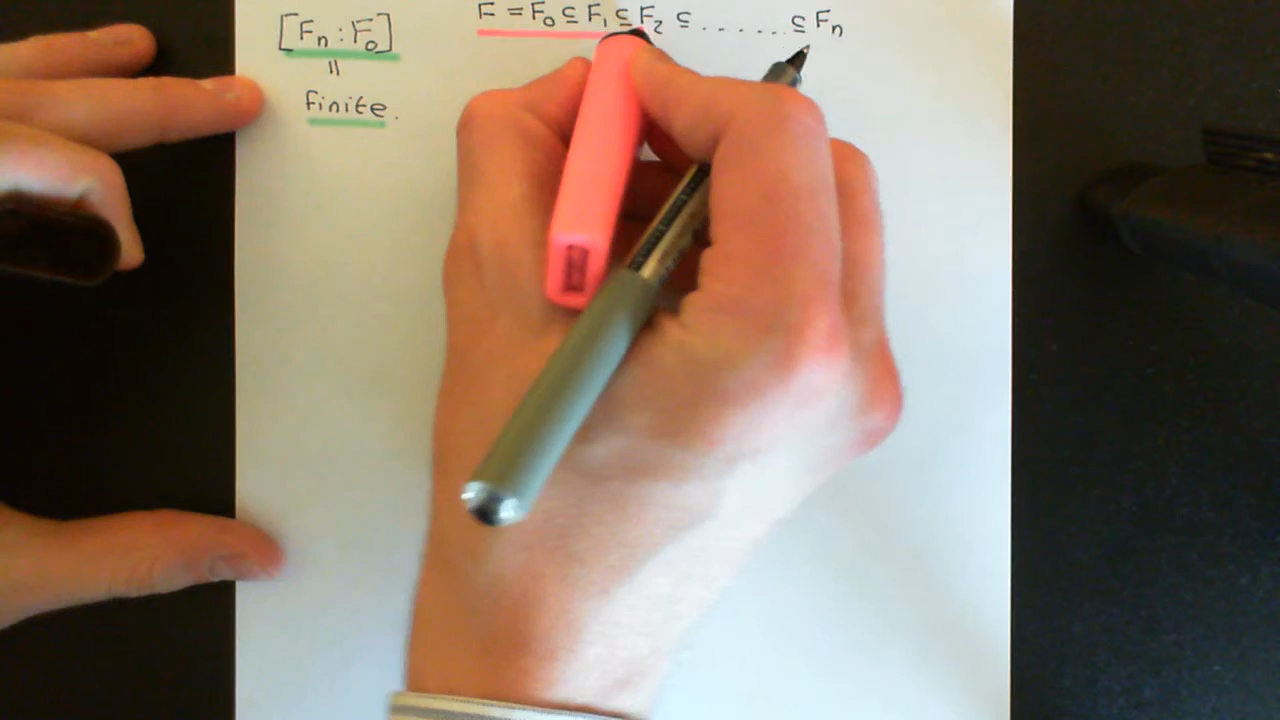 [Fₙ : F₀]
F = F₀ ⊆ F₁ ⊆ F₂ ⊆ ....... ⊆ Fₙ
=
finite.